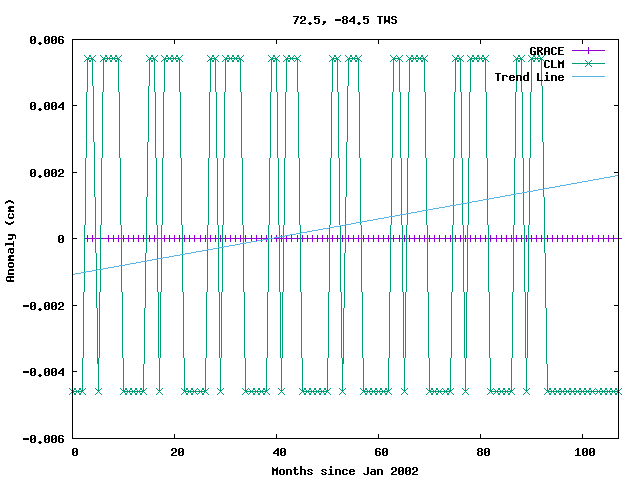 72.5, -84.5 TWS
GRACE
CLM
Trend Line
0.006
0.004
0.002
0
-0.002
-0.004
-0.006
Anomaly (cm)
0 20 40 60 80 100
Months since Jan 2002